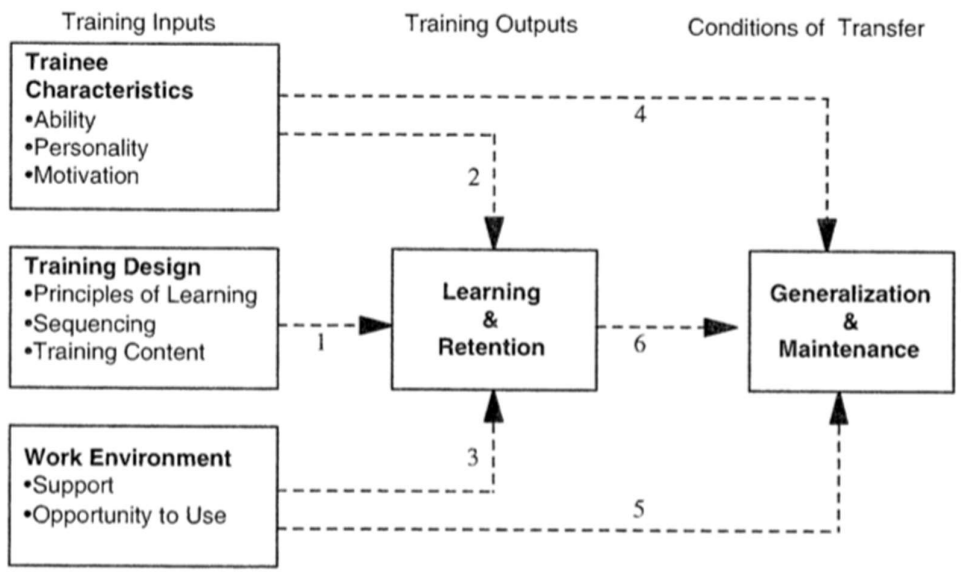 Training Inputs
Training Outputs
Conditions of Transfer
Trainee
Characteristics
•Ability
•Personality
•Motivation
4
2
Training Design
•Principles of Learning
•Sequencing
•Training Content
1
Learning
&
Retention
6
Generalization
&
Maintenance
Work Environment
•Support
•Opportunity to Use
3
5